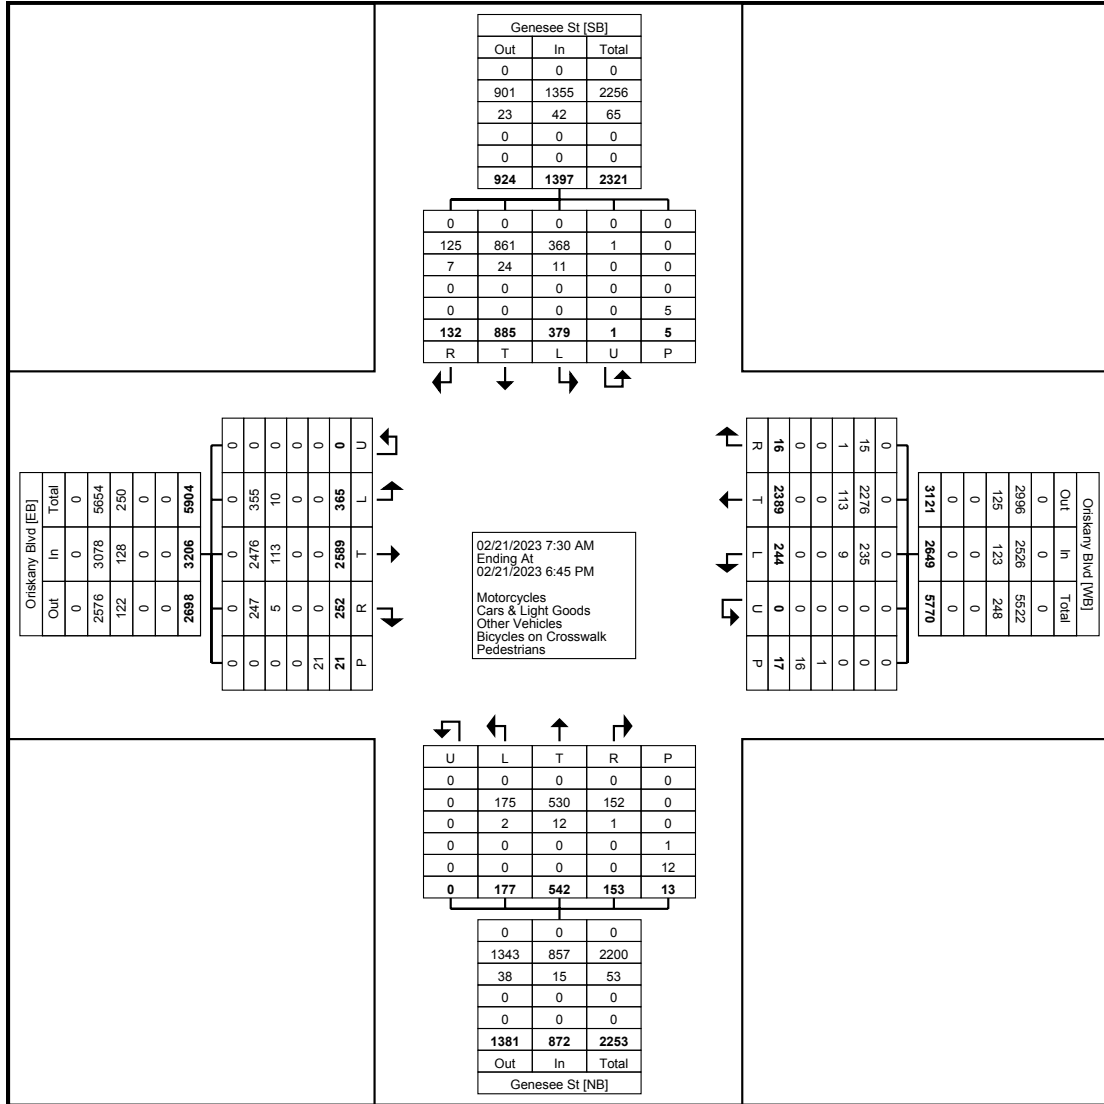 Genesee St [SB]
Out In Total
0 0 0
901 1355 2256
23 42 65
0 0 0
0 0 0
924 1397 2321
0 0 0 0 0
125 861 368 1 0
7 24 11 0 0
0 0 0 0 0
0 0 0 0 5
132 885 379 1 5
R T L U P
Oriskany Blvd [EB]
Total 0 5654 250 0 0 5904
In 0 3078 128 0 0 3206
Out 0 2576 122 0 0 2698
0 0 0 0 0 0 U
0 355 10 0 0 365 L
0 2476 113 0 0 2589 T
0 247 5 0 0 252 R
0 0 0 0 21 21 P
02/21/2023 7:30 AM
Ending At
02/21/2023 6:45 PM
Motorcycles
Cars & Light Goods
Other Vehicles
Bicycles on Crosswalk
Pedestrians
R 16 0 0 1 15 0
T 2389 0 0 113 2276 0
L 244 0 0 9 235 0
U 0 0 0 0 0 0
P 17 16 1 0 0 0
Oriskany Blvd [WB]
3121 0 0 125 2996 0 Out
2649 0 0 123 2526 0 In
5770 0 0 248 5522 0 Total
U L T R P
0 0 0 0 0
0 175 530 152 0
0 2 12 1 0
0 0 0 0 1
0 0 0 0 12
0 177 542 153 13
0 0 0
1343 857 2200
38 15 53
0 0 0
0 0 0
1381 872 2253
Out In Total
Genesee St [NB]